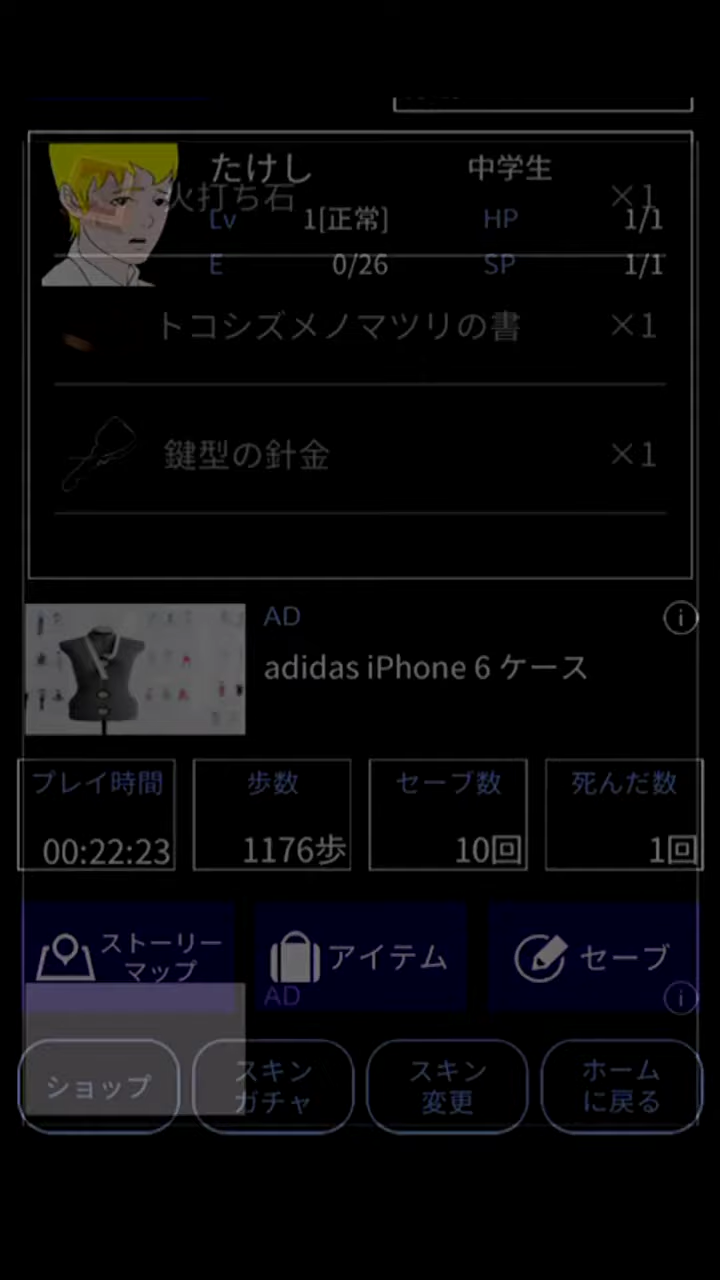 たけし 中学生
火打ち石 ×1
Lv 1[正常] HP 1/1
E 0/26 SP 1/1
トコシズメノマツリの書 ×1
鍵型の針金 ×1
AD
adidas iPhone 6 ケース
プレイ時間 歩数 セーブ数 死んだ数
00:22:23 1176歩 10回 1回
ストーリー
マップ
アイテム
セーブ
AD
ショップ
スキン
ガチャ
スキン
変更
ホーム
に戻る